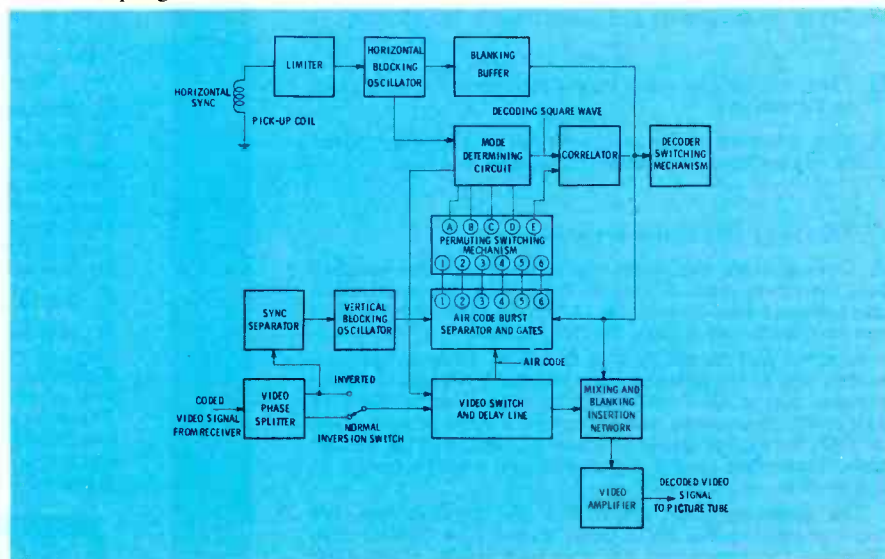 LIMITER
HORIZONTAL
BLOCKING
OSCILLATOR
BLANKING
BUFFER
HORIZONTAL
SYNC
PICK-UP COIL
DECODING SQUARE WAVE
MODE
DETERMINING
CIRCUIT
CORRELATOR
DECODER
SWITCHING
MECHANISM
A B C D E
PERMUTING SWITCHING
MECHANISM
1 2 3 4 5 6
1 2 3 4 5 6
SYNC
SEPARATOR
VERTICAL
BLOCKING
OSCILLATOR
AIR CODE BURST
SEPARATOR AND GATES
AIR CODE
INVERTED
CODED
VIDEO SIGNAL
FROM RECEIVER
VIDEO
PHASE
SPLITTER
NORMAL
INVERSION SWITCH
VIDEO SWITCH
AND DELAY LINE
MIXING AND
BLANKING
INSERTION
NETWORK
VIDEO
AMPLIFIER
DECODED VIDEO
SIGNAL
TO PICTURE TUBE